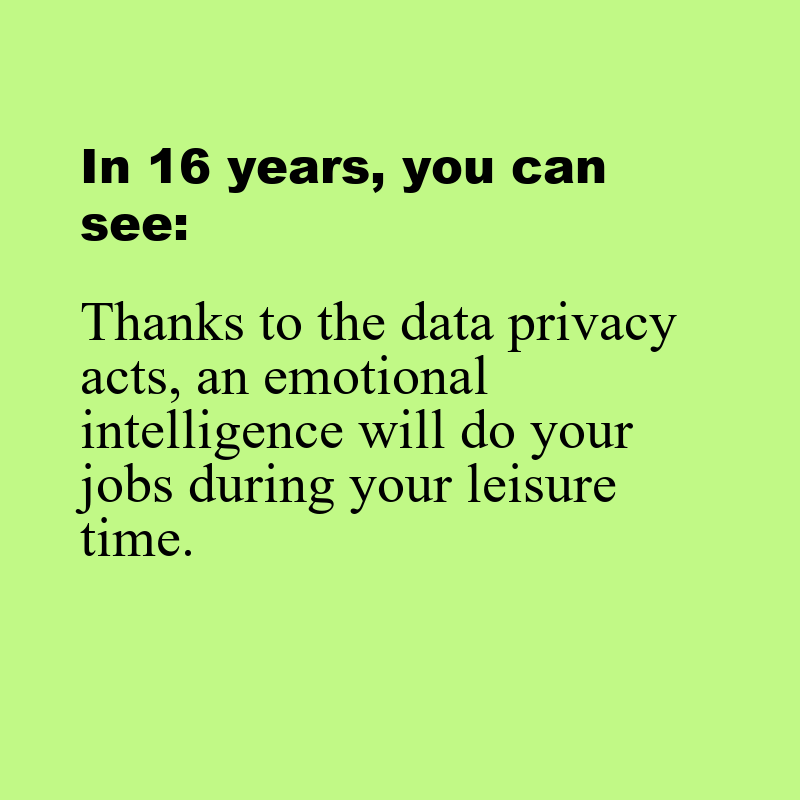 In 16 years, you can
see:
Thanks to the data privacy
acts, an emotional
intelligence will do your
jobs during your leisure
time.